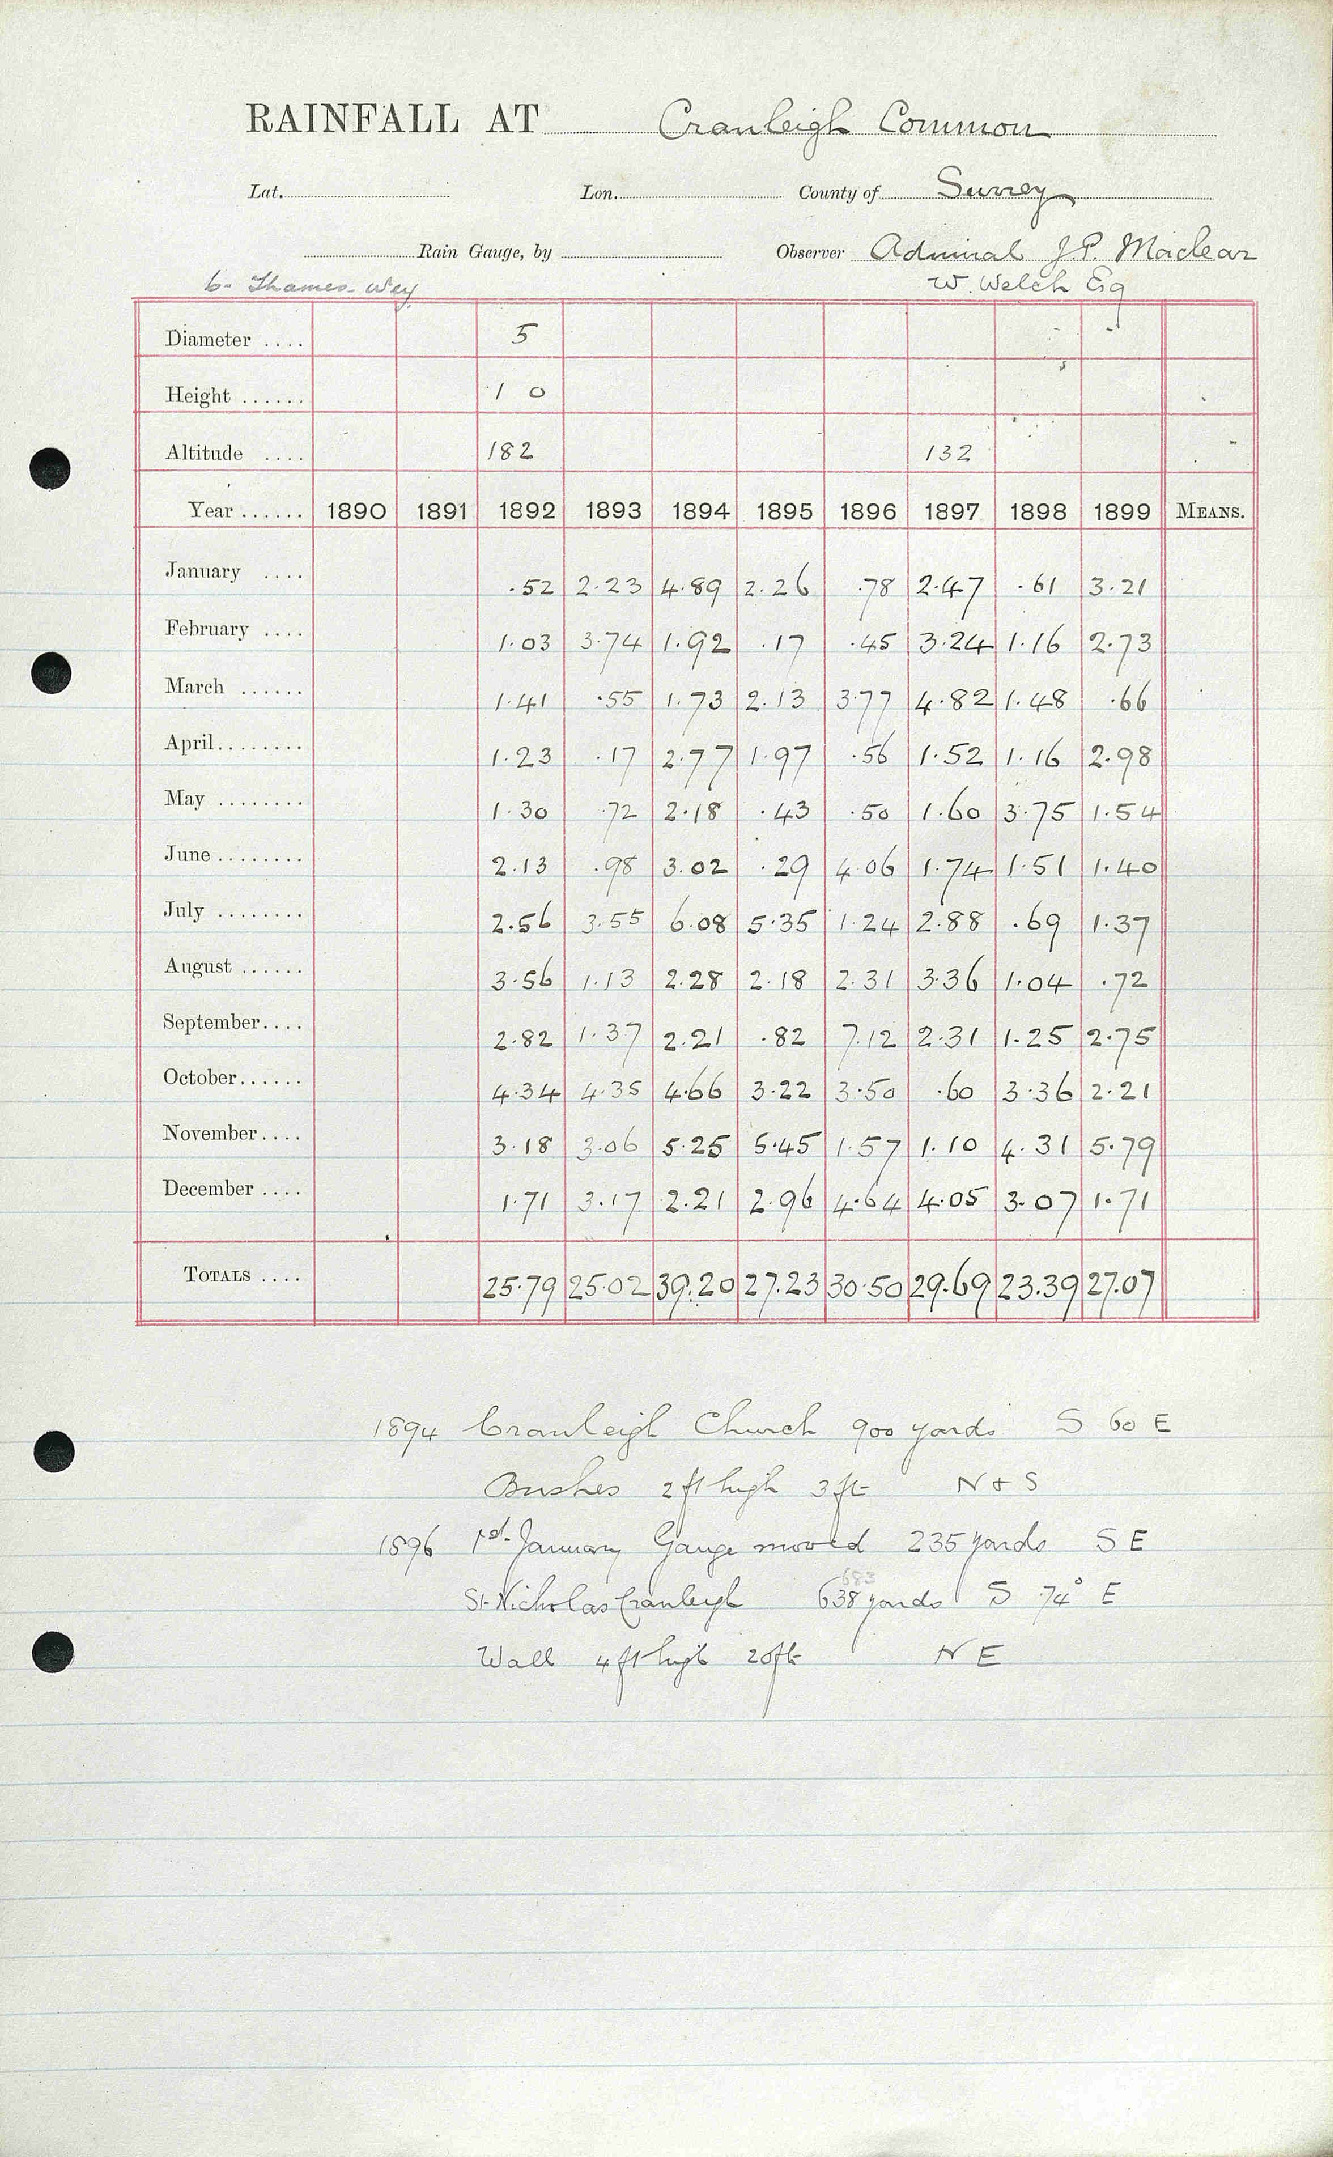 RAINFALL AT Cranleigh Common
Lat. Lon. County of Surrey
Rain Gauge, by Observer Admiral J.P. Maclear
6- Thames-Wey W. Welch Esq
Diameter .... 5
Height ...... 1 0
Altitude .... 182 132
Year ...... 1890 1891 1892 1893 1894 1895 1896 1897 1898 1899 MEANS.
January .... .52 2.23 4.89 2.26 .78 2.47 .61 3.21
February .... 1.03 3.74 1.92 .17 .45 3.24 1.16 2.73
March ...... 1.41 .55 1.73 2.13 3.77 4.82 1.48 .66
April ........ 1.23 .17 2.77 1.97 .56 1.52 1.16 2.98
May ........ 1.30 .72 2.18 .43 .50 1.60 3.75 1.54
June ........ 2.13 .98 3.02 .29 4.06 1.74 1.51 1.40
July ........ 2.56 3.55 6.08 5.35 1.24 2.88 .69 1.37
August ...... 3.56 1.13 2.28 2.18 2.31 3.36 1.04 .72
September .... 2.82 1.37 2.21 .82 7.12 2.31 1.25 2.75
October ...... 4.34 4.35 4.66 3.22 3.50 .60 3.36 2.21
November .... 3.18 3.06 5.25 5.45 1.57 1.10 4.31 5.79
December .... 1.71 3.17 2.21 2.96 4.64 4.05 3.07 1.71
TOTALS .... 25.79 25.02 39.20 27.23 30.50 29.69 23.39 27.07
1894 Cranleigh Church 900 yards S 60 E
Bushes 2 ft high 3 ft N + S
1896 1st January Gauge moved 235 yards S E
683
St Nicholas Cranleigh 638 yards S 74° E
Wall 4 ft high 20 ft N E